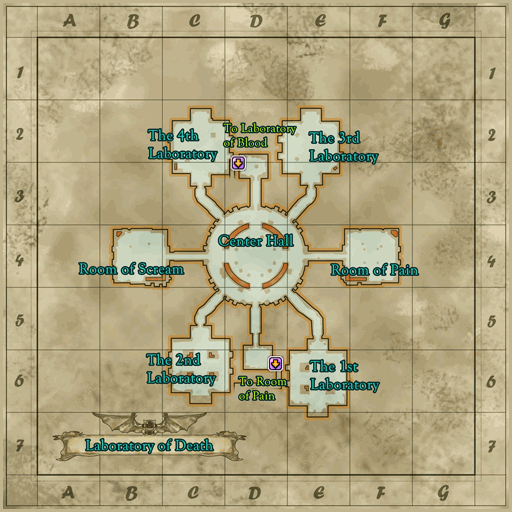 A B C D E F G
1 1
2 2
The 4th
Laboratory
To Laboratory
of Blood
The 3rd
Laboratory
3 3
Center Hall
4 4
Room of Scream
Room of Pain
5 5
The 2nd
Laboratory
The 1st
Laboratory
6 6
To Room
of Pain
Laboratory of Death
7 7
A B C D E F G